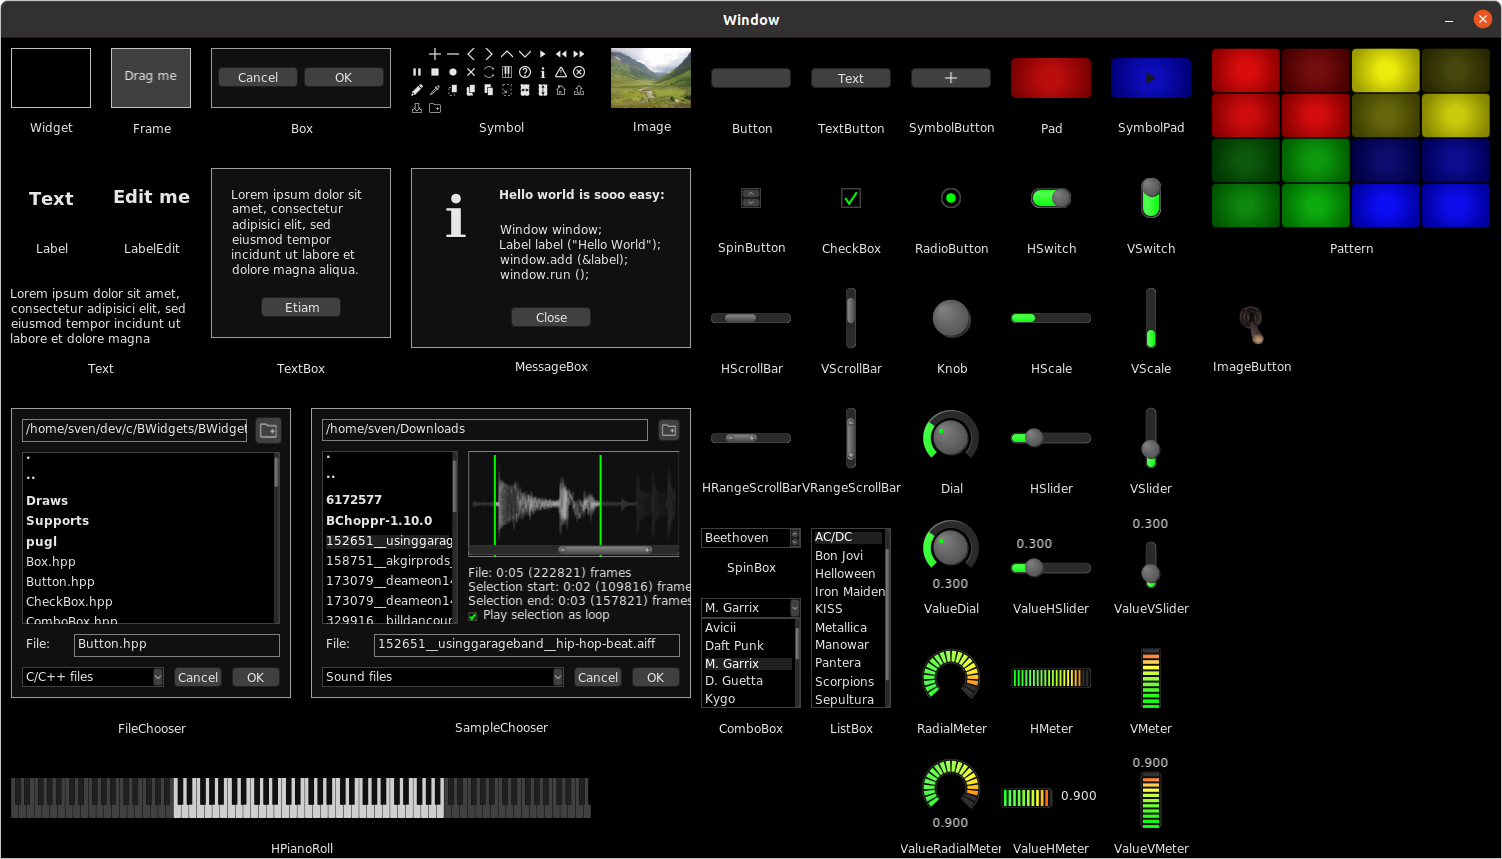 Window
Drag me
Cancel
OK
Text
Widget
Frame
Box
Symbol
Image
Button
TextButton
SymbolButton
Pad
SymbolPad
Text
Edit me
Label
LabelEdit
Lorem ipsum dolor sit
amet, consectetur
adipisici elit, sed
eiusmod tempor
incidunt ut labore et
dolore magna aliqua.
Etiam
Hello world is sooo easy:
Window window;
Label label ("Hello World");
window.add (&label);
window.run ();
Close
SpinButton
CheckBox
RadioButton
HSwitch
VSwitch
Pattern
Lorem ipsum dolor sit amet,
consectetur adipisici elit, sed
eiusmod tempor incidunt ut
labore et dolore magna
Text
TextBox
MessageBox
HScrollBar
VScrollBar
Knob
HScale
VScale
ImageButton
/home/sven/dev/c/BWidgets/BWidget
.
..
Draws
Supports
pugl
Box.hpp
Button.hpp
CheckBox.hpp
ComboBox.hpp
File:
Button.hpp
C/C++ files
Cancel
OK
FileChooser
/home/sven/Downloads
.
..
6172577
BChoppr-1.10.0
152651__usinggarag
158751__akgirprods_
173079__deameon14
173079__deameon14
329916__billdancour
File: 0:05 (222821) frames
Selection start: 0:02 (109816) frame
Selection end: 0:03 (157821) frames
Play selection as loop
File:
152651__usinggarageband__hip-hop-beat.aiff
Sound files
Cancel
OK
SampleChooser
HRangeScrollBar
VRangeScrollBar
Dial
HSlider
VSlider
Beethoven
SpinBox
M. Garrix
Avicii
Daft Punk
M. Garrix
D. Guetta
Kygo
ComboBox
AC/DC
Bon Jovi
Helloween
Iron Maiden
KISS
Metallica
Manowar
Pantera
Scorpions
Sepultura
ListBox
0.300
0.300
0.300
ValueDial
ValueHSlider
ValueVSlider
RadialMeter
HMeter
VMeter
0.900
0.900
0.900
HPianoRoll
ValueRadialMeter
ValueHMeter
ValueVMeter